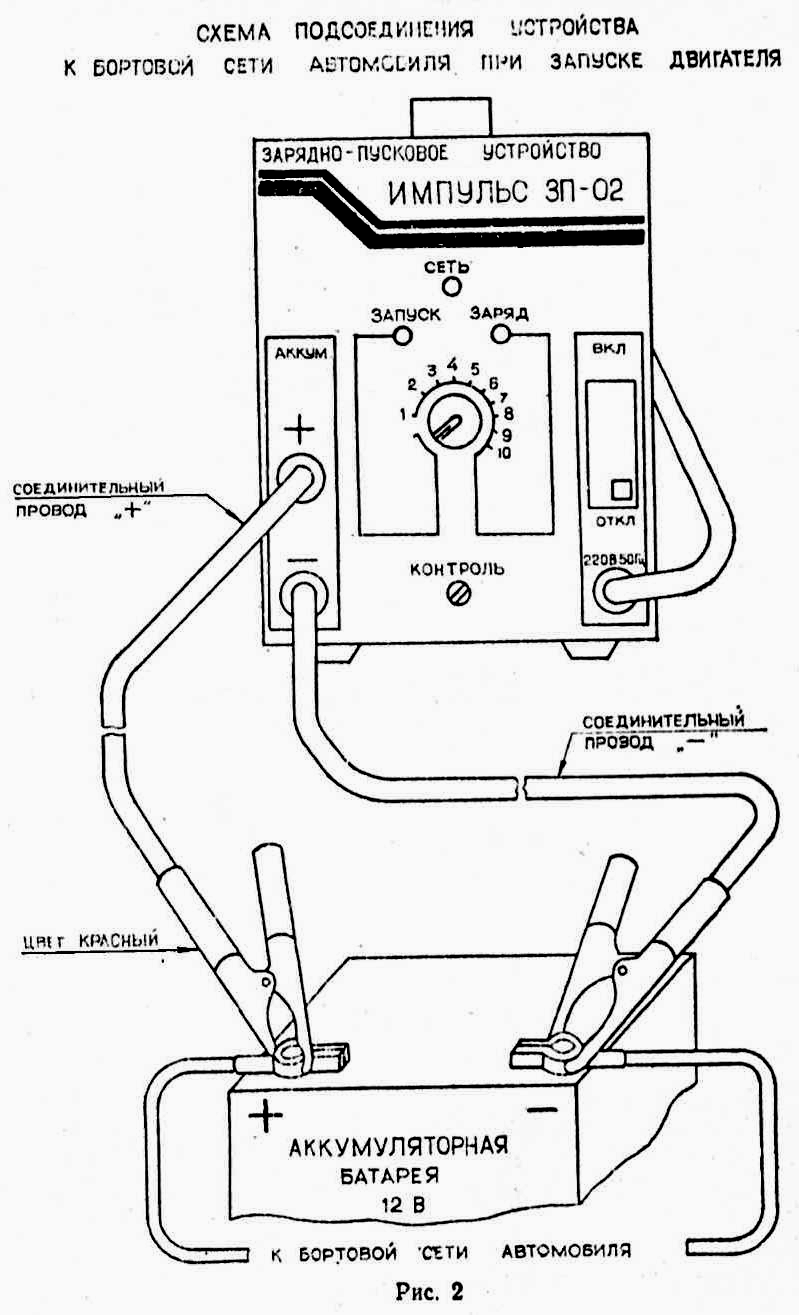 СХЕМА ПОДСОЕДИНЕНИЯ УСТРОЙСТВА
К БОРТОВОЙ СЕТИ АВТОМОБИЛЯ ПРИ ЗАПУСКЕ ДВИГАТЕЛЯ
ЗАРЯДНО-ПУСКОВОЕ УСТРОЙСТВО
ИМПУЛЬС ЗП-02
СЕТЬ
ЗАПУСК ЗАРЯД
АККУМ
ВКЛ
1 2 3 4 5 6 7 8 9 10
+
СОЕДИНИТЕЛЬНЫЙ
ПРОВОД „+"
ОТКЛ
–
КОНТРОЛЬ
220В 50Гц
СОЕДИНИТЕЛЬНЫЙ
ПРОВОД „—"
ЦВЕТ КРАСНЫЙ
+ –
АККУМУЛЯТОРНАЯ
БАТАРЕЯ
12 В
К БОРТОВОЙ СЕТИ АВТОМОБИЛЯ
Рис. 2